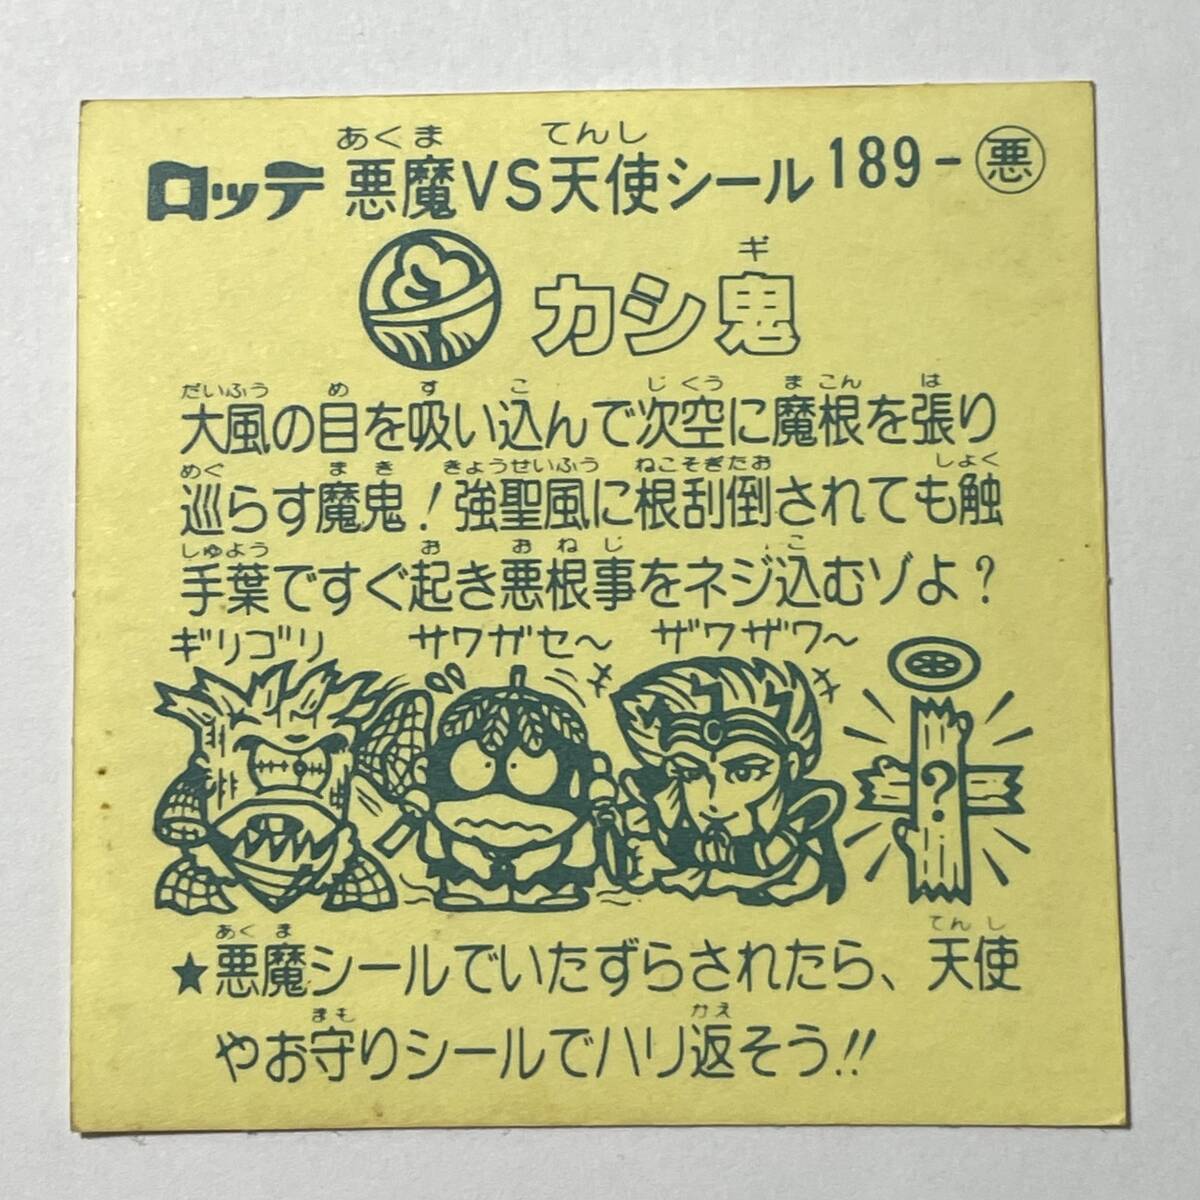 あくま てんし
ロッテ 悪魔VS天使シール 189-悪
ギ
カシ鬼
だいふう め す こ じくう まこん は
大風の目を吸い込んで次空に魔根を張り
めぐ まき きょうせいふう ねこそぎたお しよく
巡らす魔鬼!強聖風に根刮倒されても触
しゅよう お おねじ こ
手葉ですぐ起き悪根事をネジ込むゾよ?
ギリゴリ サワガセ〜 ザワザワ〜
?
あくま てんし
★悪魔シールでいたずらされたら、天使
まも かえ
やお守りシールでハリ返そう!!